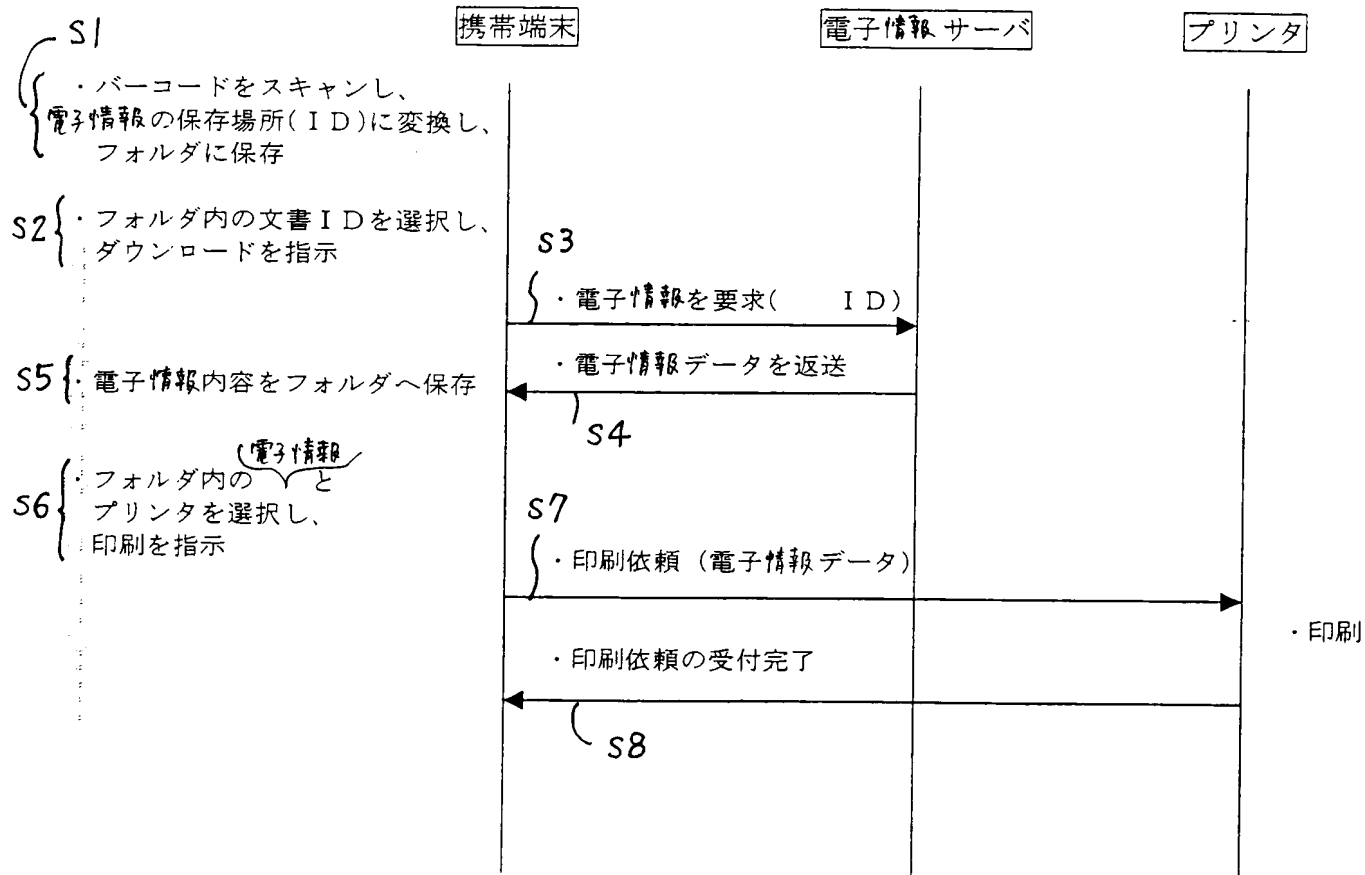 携帯端末
電子情報サーバ
プリンタ
S1
・バーコードをスキャンし、
電子情報の保存場所(ID)に変換し、
フォルダに保存
S2
・フォルダ内の文書IDを選択し、
ダウンロードを指示
S3
・電子情報を要求(　　ID)
・電子情報データを返送
S4
S5
・電子情報内容をフォルダへ保存
S6
電子情報
・フォルダ内の　と
プリンタを選択し、
印刷を指示
S7
・印刷依頼（電子情報データ）
・印刷
・印刷依頼の受付完了
S8